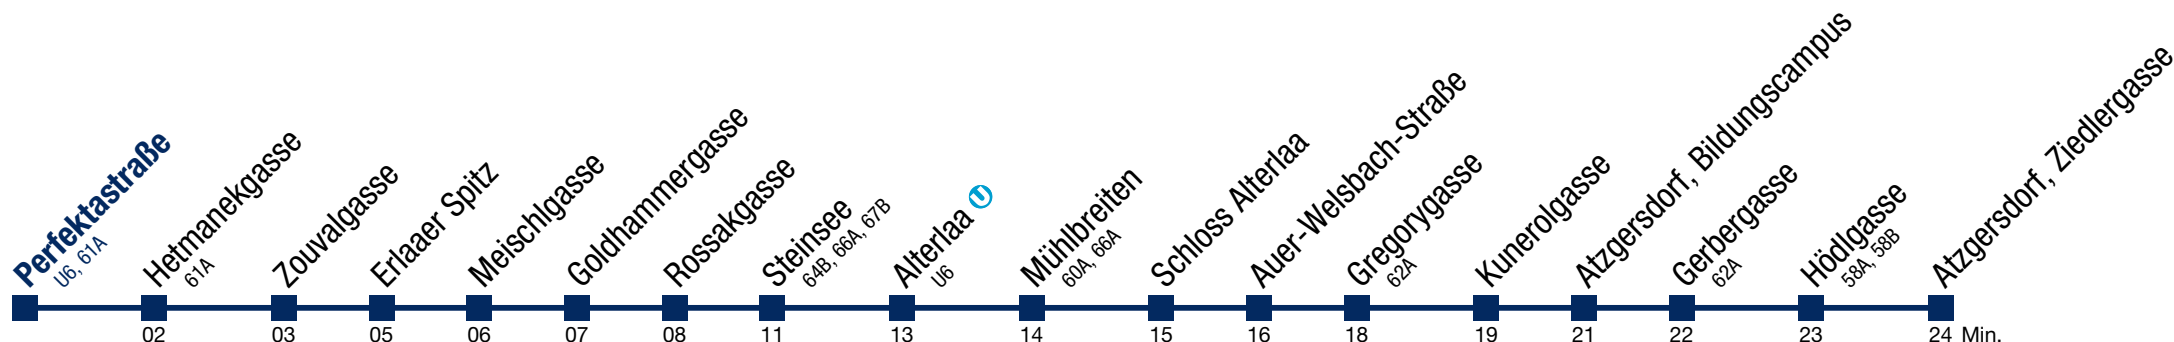 Perfektastraße
U6, 61A
Hetmanekgasse
61A
Zouvalgasse
Erlaaer Spitz
Meischlgasse
Goldhammergasse
Rossakgasse
Steinsee
64B, 66A, 67B
Alterlaa U
U6
Mühlbreiten
60A, 66A
Schloss Alterlaa
Auer-Welsbach-Straße
Gregorygasse
62A
Kunerolgasse
Atzgersdorf, Bildungscampus
Gerbergasse
62A
Hödlgasse
58A, 58B
Atzgersdorf, Ziedlergasse
02 03 05 06 07 08 11 13 14 15 16 18 19 21 22 23 24 Min.